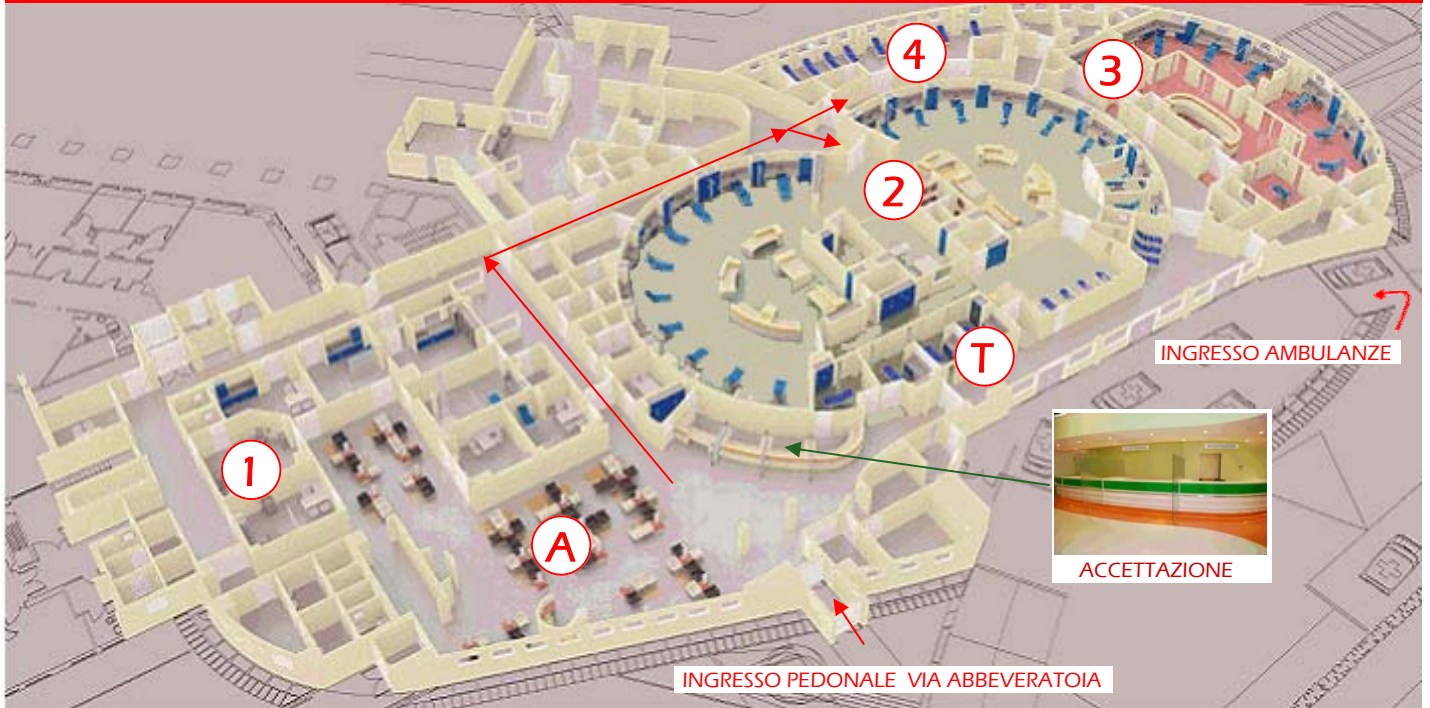 4
3
2
INGRESSO AMBULANZE
T
1
A
ACCETTAZIONE
INGRESSO PEDONALE VIA ABBEVERATOIA